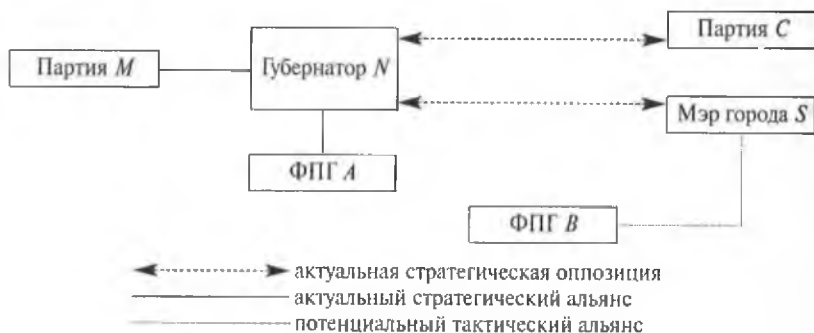 Партия C
Партия M
Губернатор N
Мэр города S
ФПГ A
ФПГ B
актуальная стратегическая оппозиция
актуальный стратегический альянс
потенциальный тактический альянс